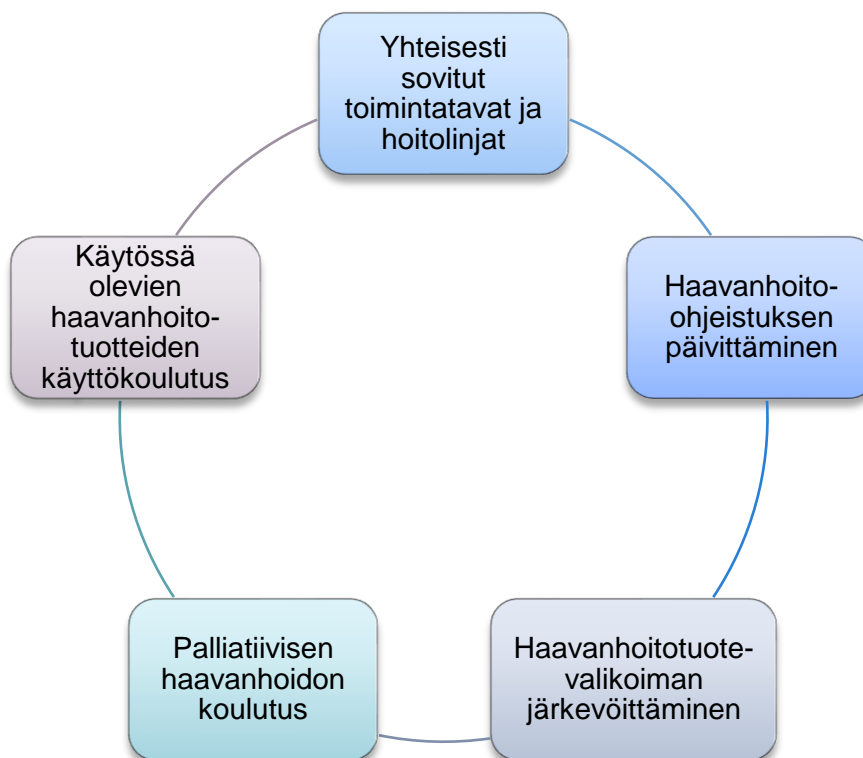 Yhteisesti
sovitut
toimintatavat ja
hoitolinjat
Haavanhoito-
ohjeistuksen
päivittäminen
Haavanhoitotuote-
valikoiman
järkevöittäminen
Palliatiivisen
haavanhoidon
koulutus
Käytössä
olevien
haavanhoito-
tuotteiden
käyttökoulutus